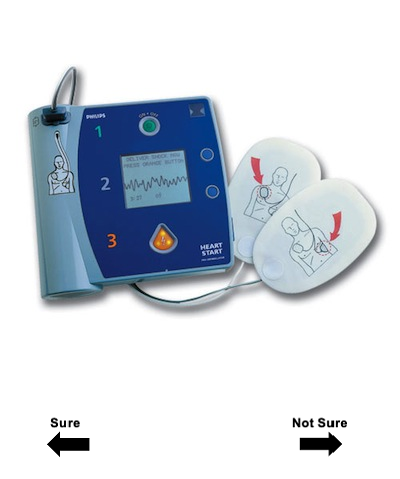 PHILIPS
ON • OFF
1
DELIVER SHOCK NOW
PRESS ORANGE BUTTON
2
3
HEART
START
Sure
Not Sure